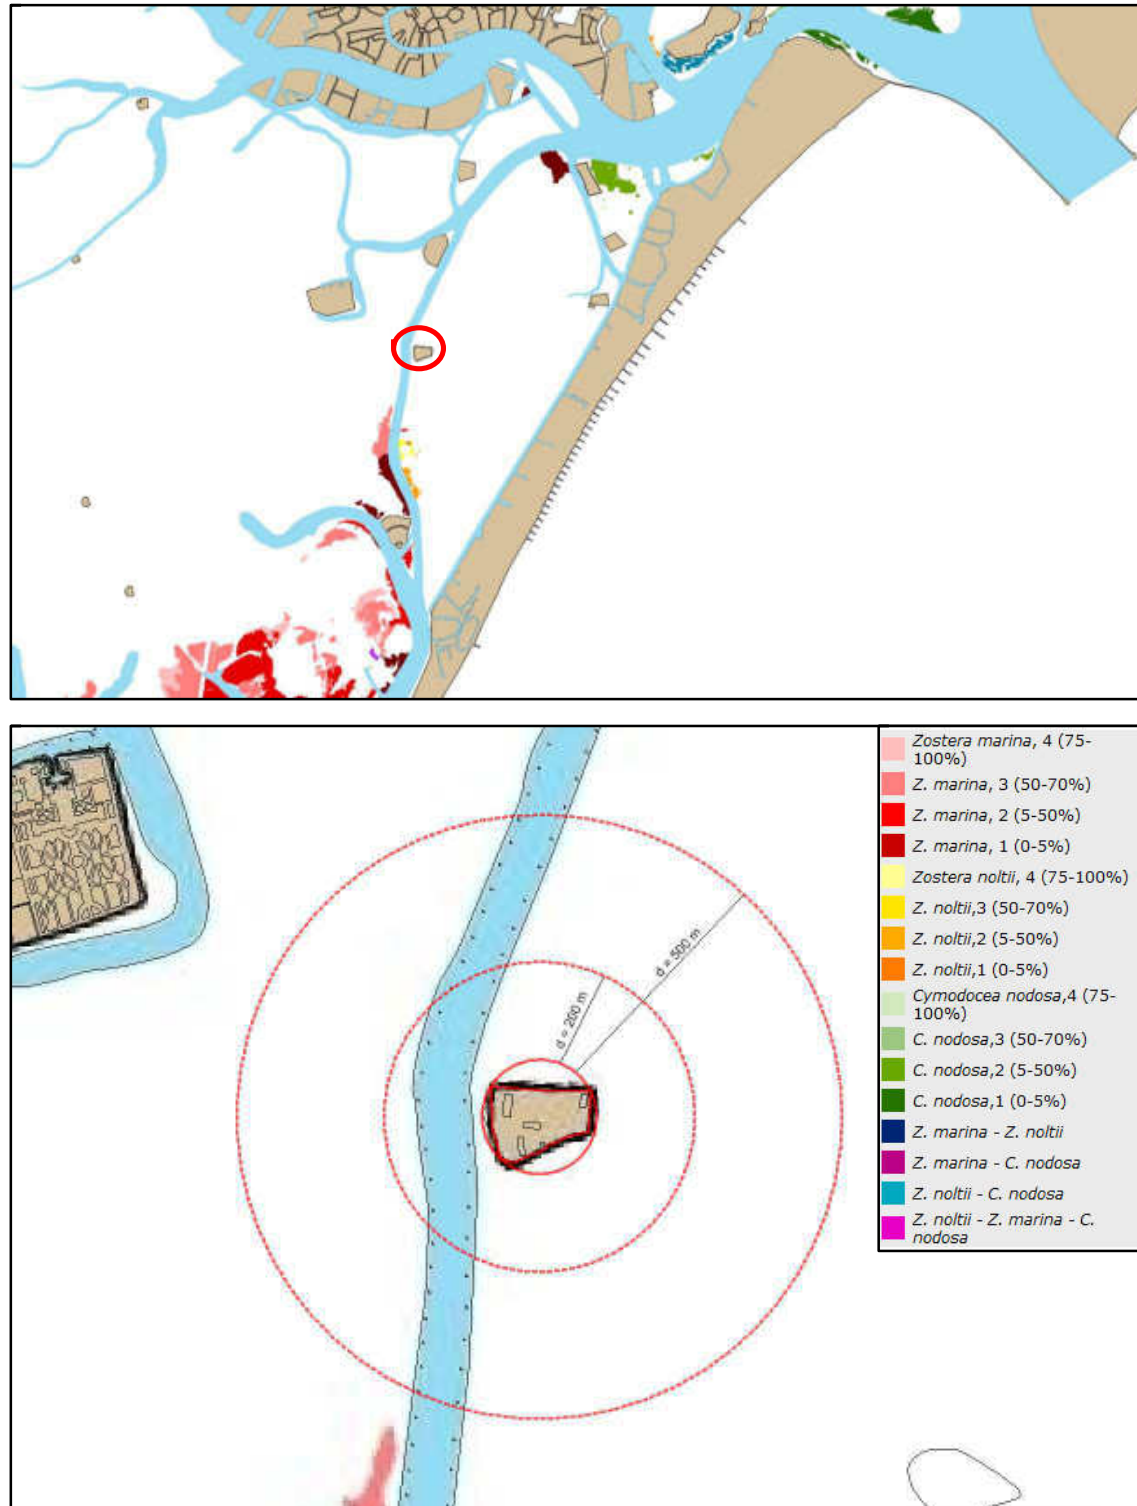 Zostera marina, 4 (75-
100%)
Z. marina, 3 (50-70%)
Z. marina, 2 (5-50%)
Z. marina, 1 (0-5%)
Zostera noltii, 4 (75-100%)
Z. noltii,3 (50-70%)
Z. noltii,2 (5-50%)
Z. noltii,1 (0-5%)
Cymodocea nodosa,4 (75-
100%)
C. nodosa,3 (50-70%)
C. nodosa,2 (5-50%)
C. nodosa,1 (0-5%)
Z. marina - Z. noltii
Z. marina - C. nodosa
Z. noltii - C. nodosa
Z. noltii - Z. marina - C.
nodosa
d = 200 m
d = 500 m